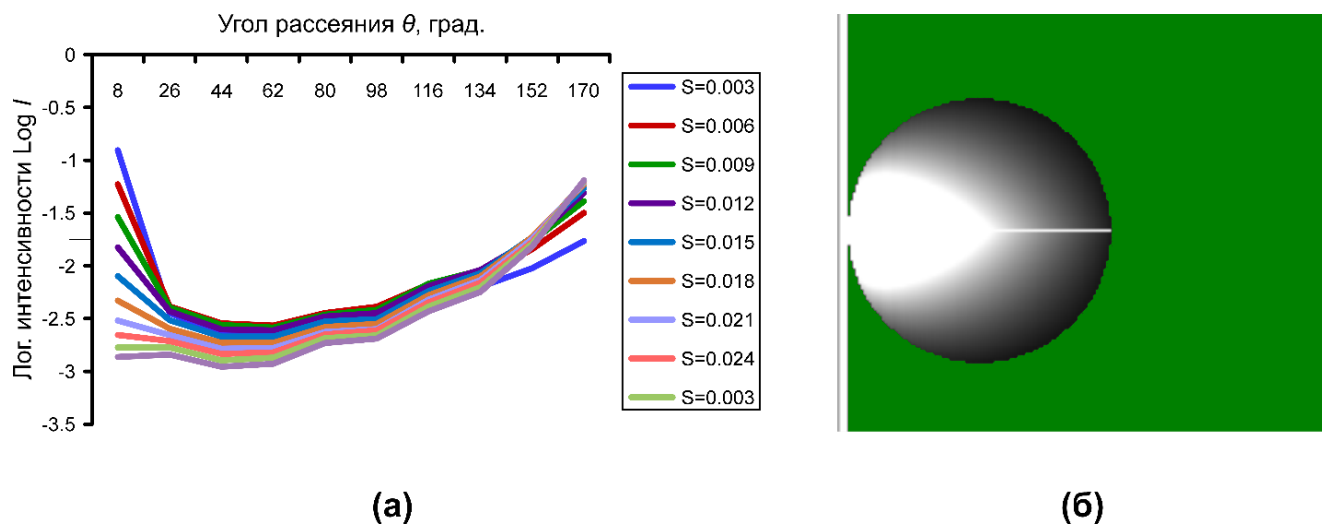 Угол рассеяния θ, град.
Лог. интенсивности Log I
0
-0.5
-1
-1.5
-2
-2.5
-3
-3.5
8 26 44 62 80 98 116 134 152 170
S=0.003
S=0.006
S=0.009
S=0.012
S=0.015
S=0.018
S=0.021
S=0.024
S=0.003
(а)
(б)